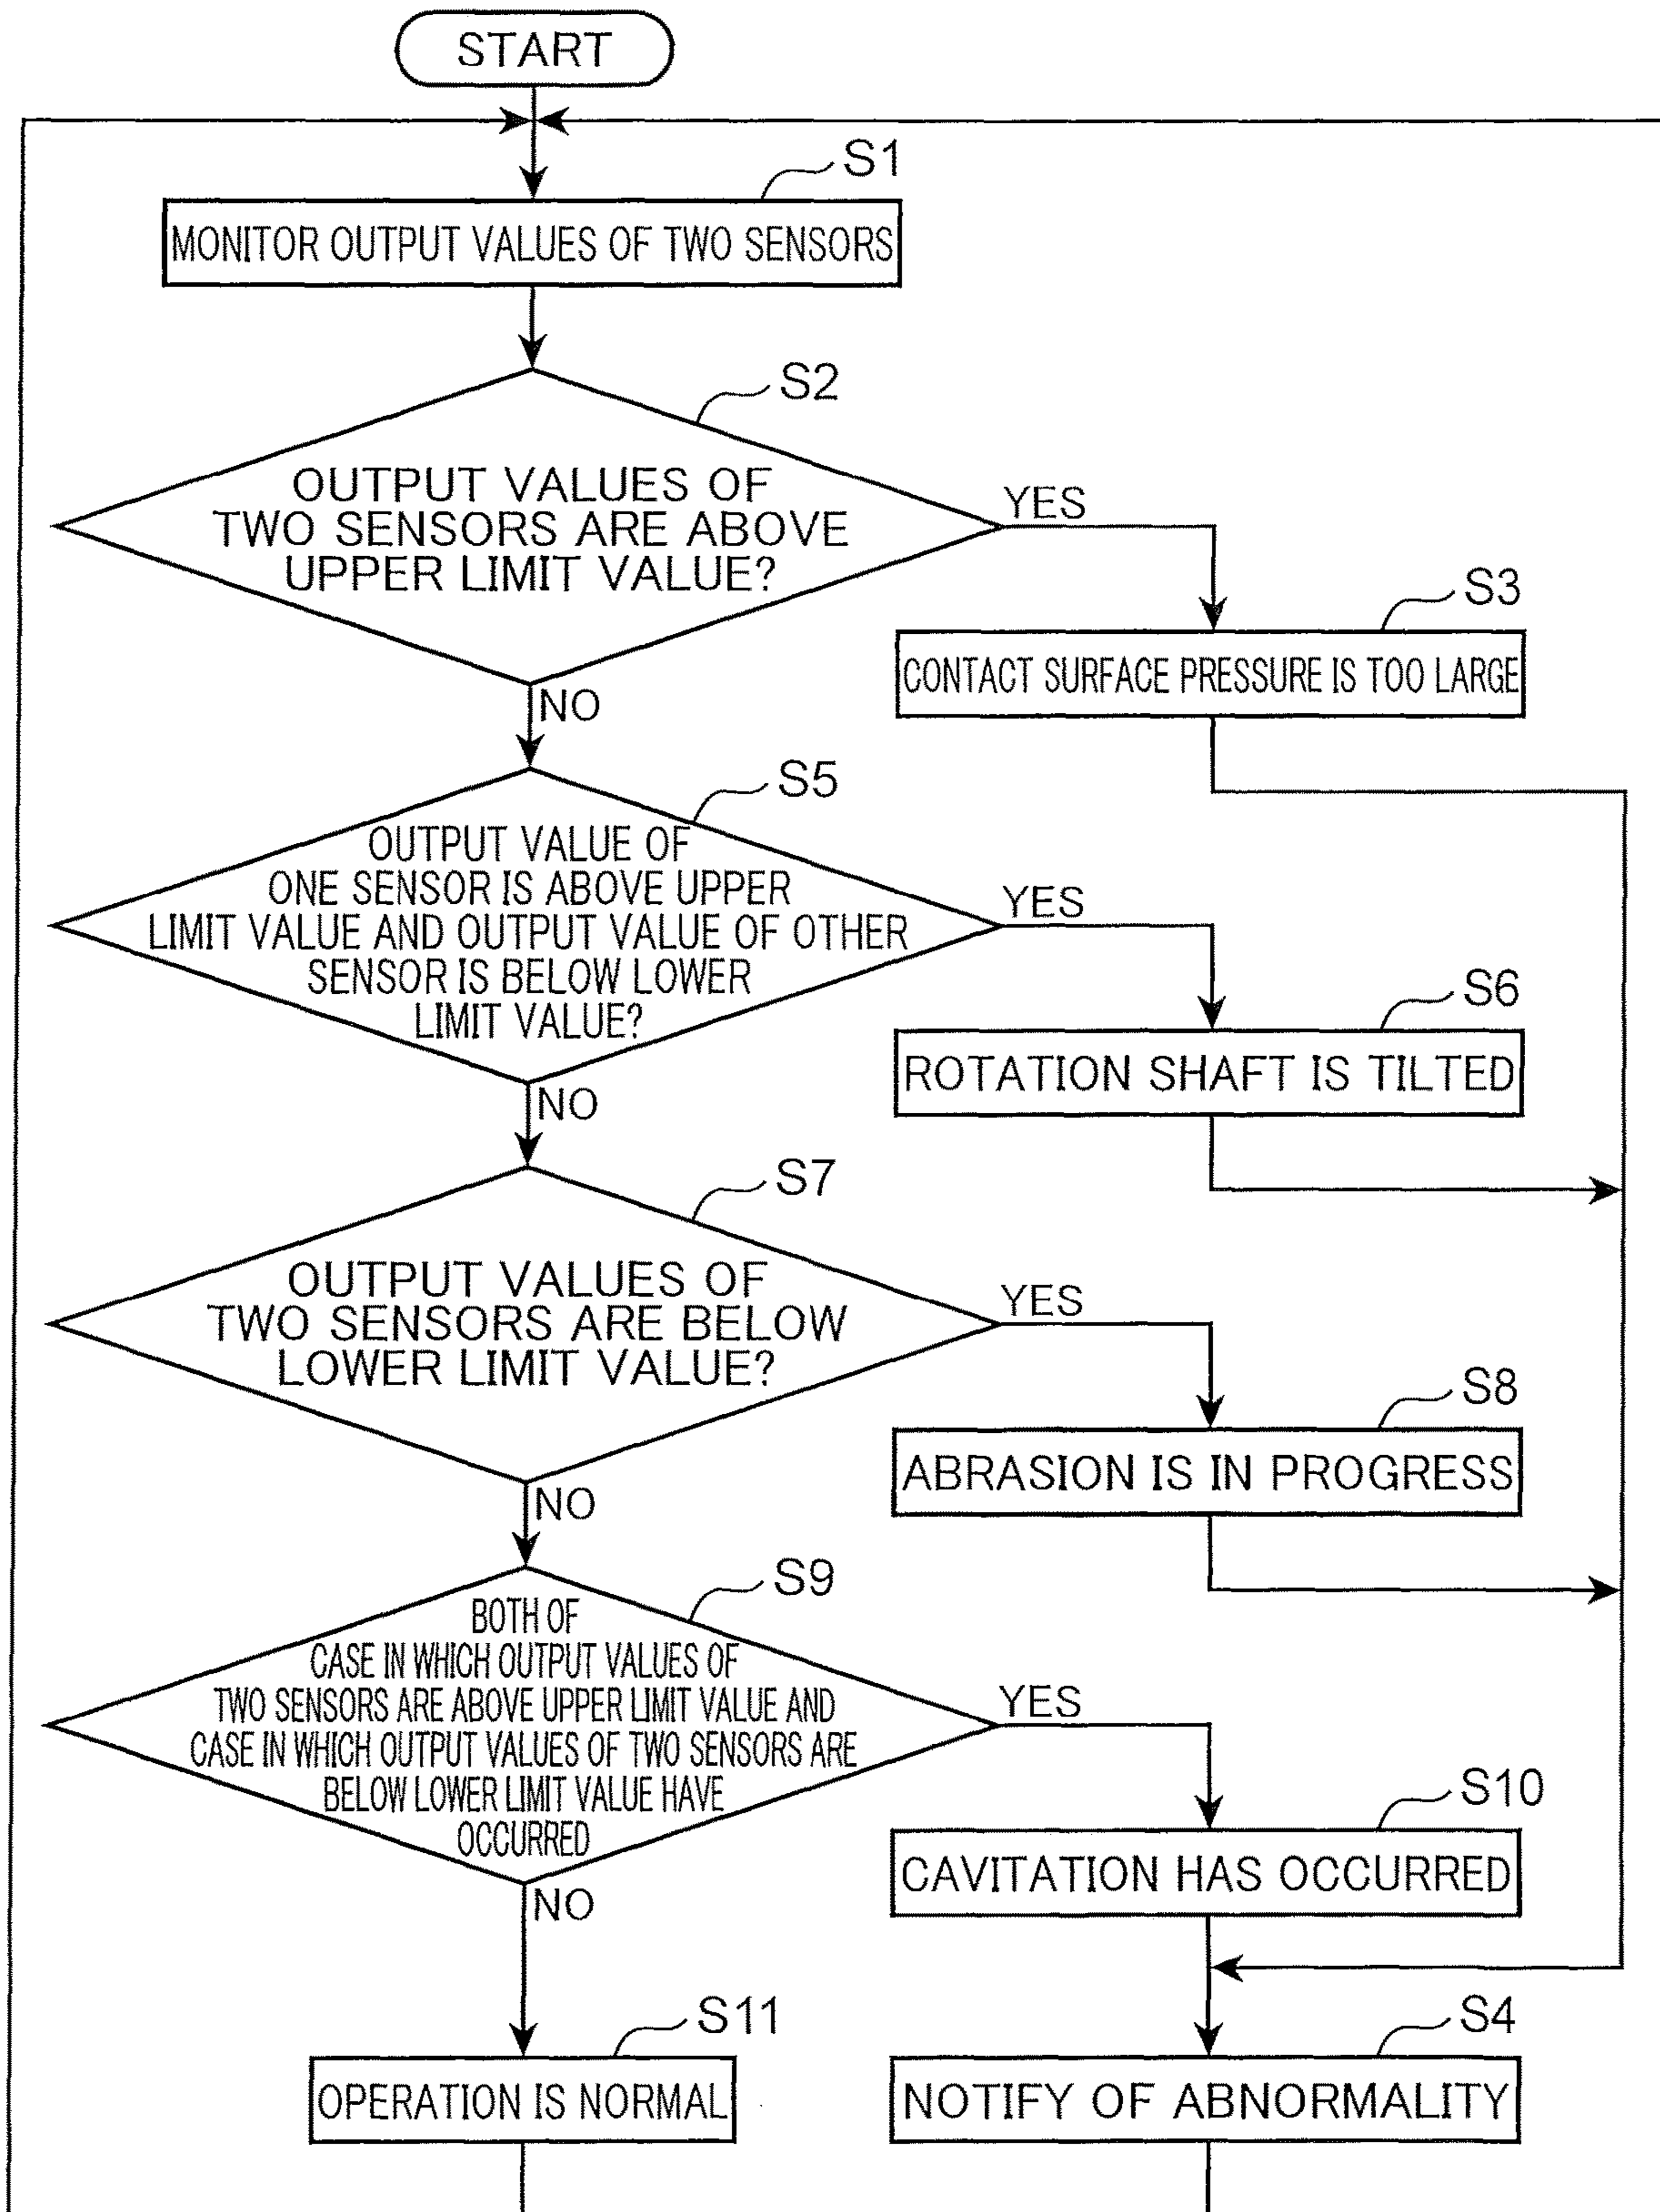 START
S1
MONITOR OUTPUT VALUES OF TWO SENSORS
S2
OUTPUT VALUES OF
TWO SENSORS ARE ABOVE
UPPER LIMIT VALUE?
YES
S3
CONTACT SURFACE PRESSURE IS TOO LARGE
NO
S5
OUTPUT VALUE OF
ONE SENSOR IS ABOVE UPPER
LIMIT VALUE AND OUTPUT VALUE OF OTHER
SENSOR IS BELOW LOWER
LIMIT VALUE?
YES
S6
ROTATION SHAFT IS TILTED
NO
S7
OUTPUT VALUES OF
TWO SENSORS ARE BELOW
LOWER LIMIT VALUE?
YES
S8
ABRASION IS IN PROGRESS
NO
S9
BOTH OF
CASE IN WHICH OUTPUT VALUES OF
TWO SENSORS ARE ABOVE UPPER LIMIT VALUE AND
CASE IN WHICH OUTPUT VALUES OF TWO SENSORS ARE
BELOW LOWER LIMIT VALUE HAVE
OCCURRED
YES
S10
CAVITATION HAS OCCURRED
NO
S11
OPERATION IS NORMAL
S4
NOTIFY OF ABNORMALITY